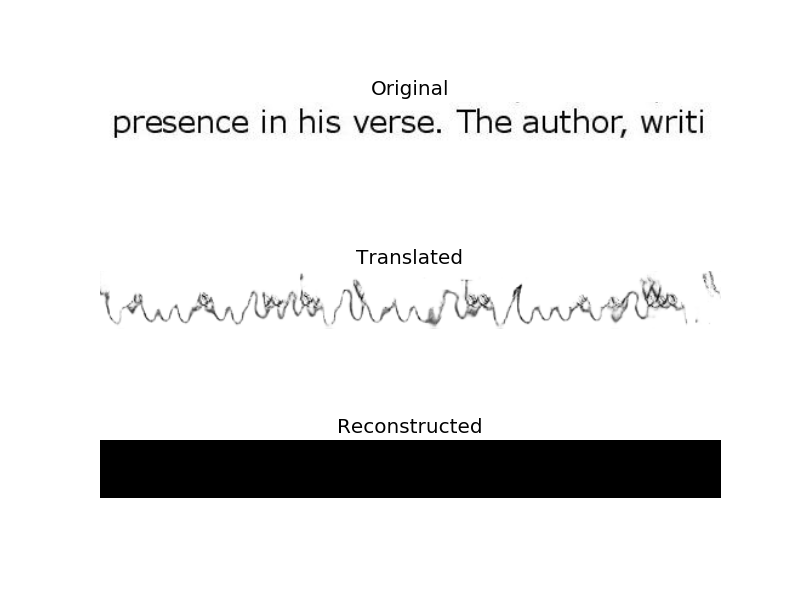 Original
presence in his verse. The author, writi
Translated
Reconstructed